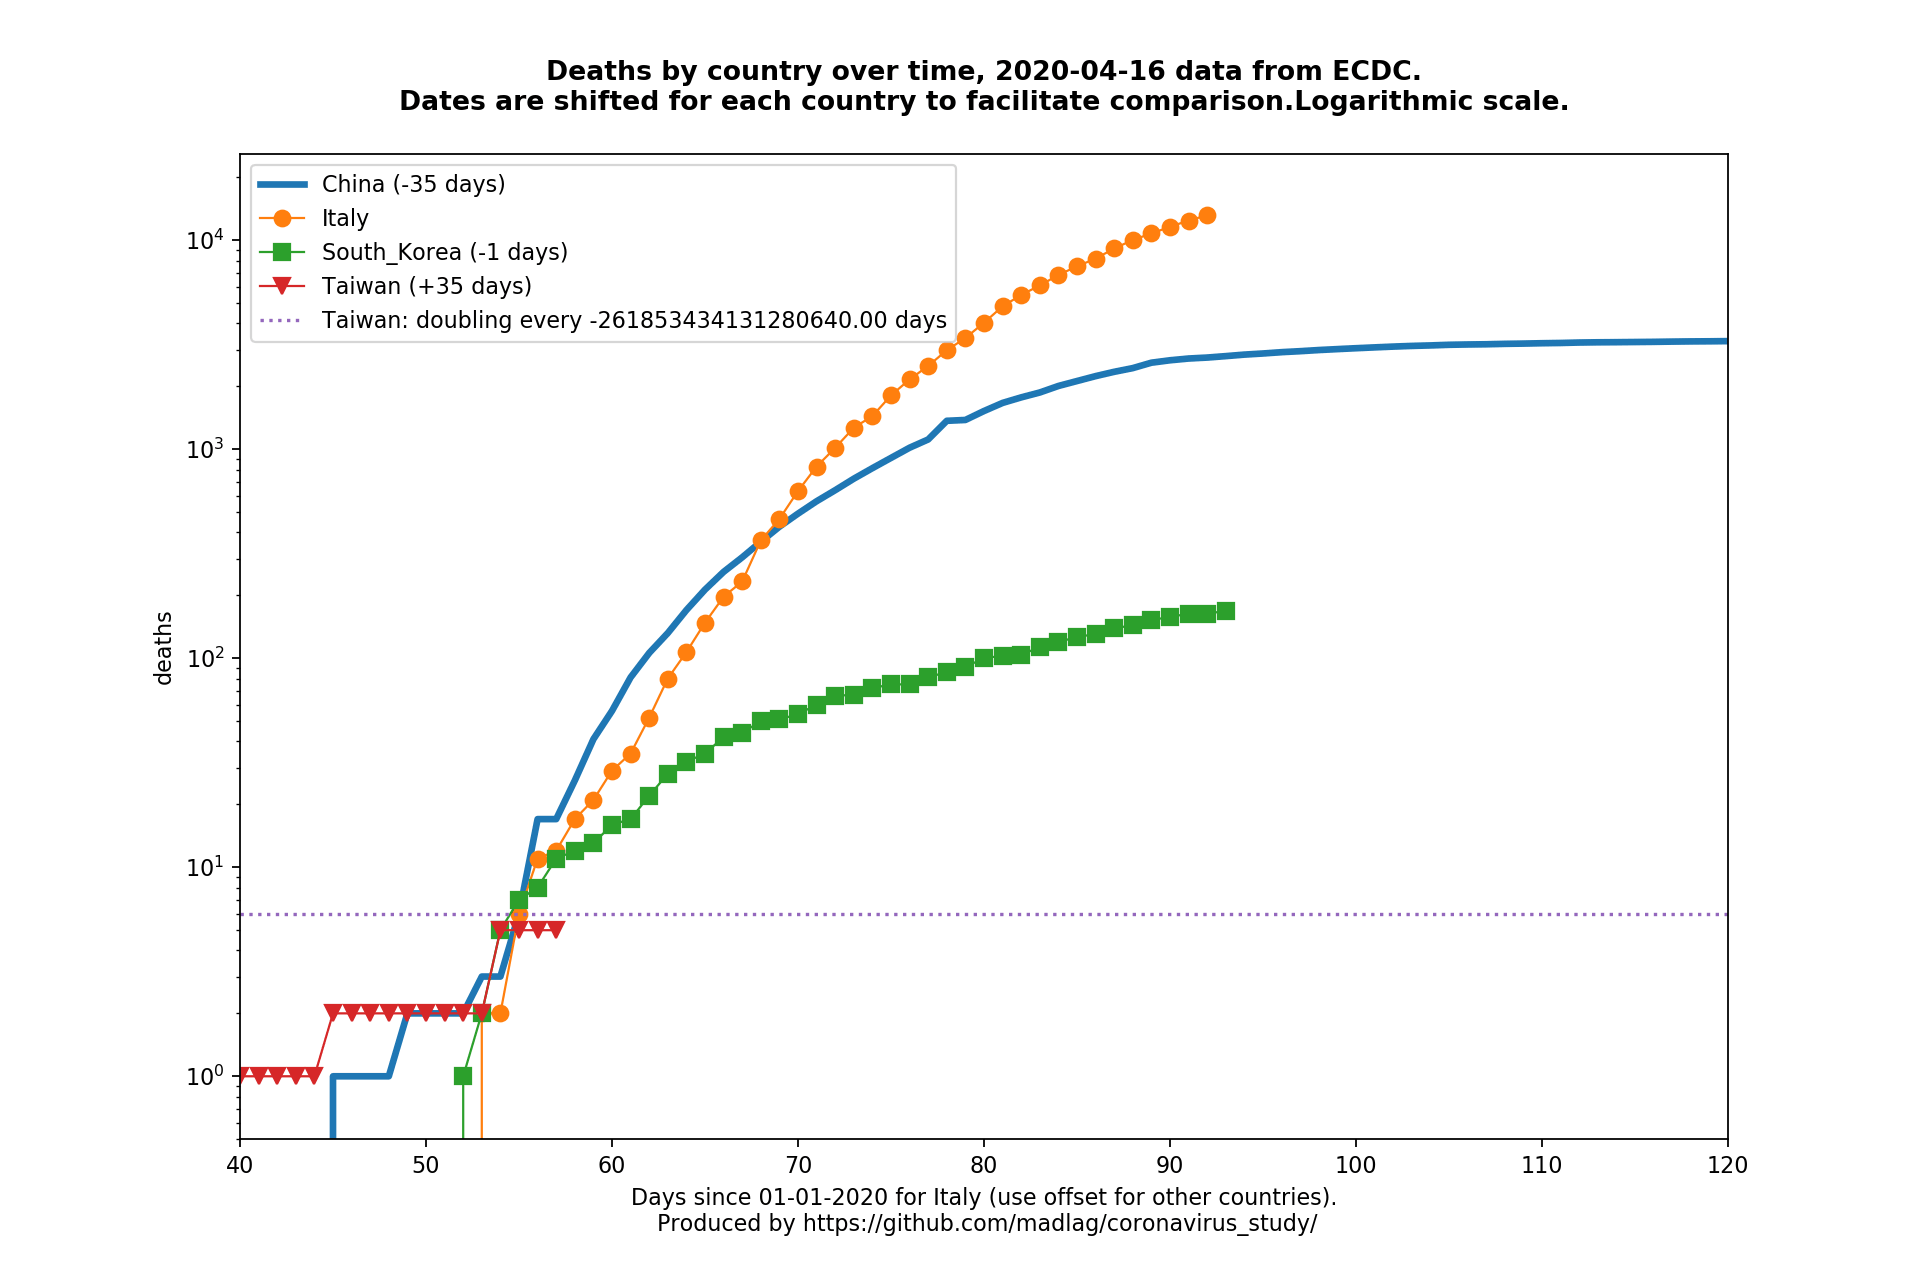 Deaths by country over time, 2020-04-16 data from ECDC.
Dates are shifted for each country to facilitate comparison.Logarithmic scale.
China (-35 days)
Italy
South_Korea (-1 days)
Taiwan (+35 days)
Taiwan: doubling every -261853434131280640.00 days
deaths
10⁴
10³
10²
10¹
10⁰
40 50 60 70 80 90 100 110 120
Days since 01-01-2020 for Italy (use offset for other countries).
Produced by https://github.com/madlag/coronavirus_study/